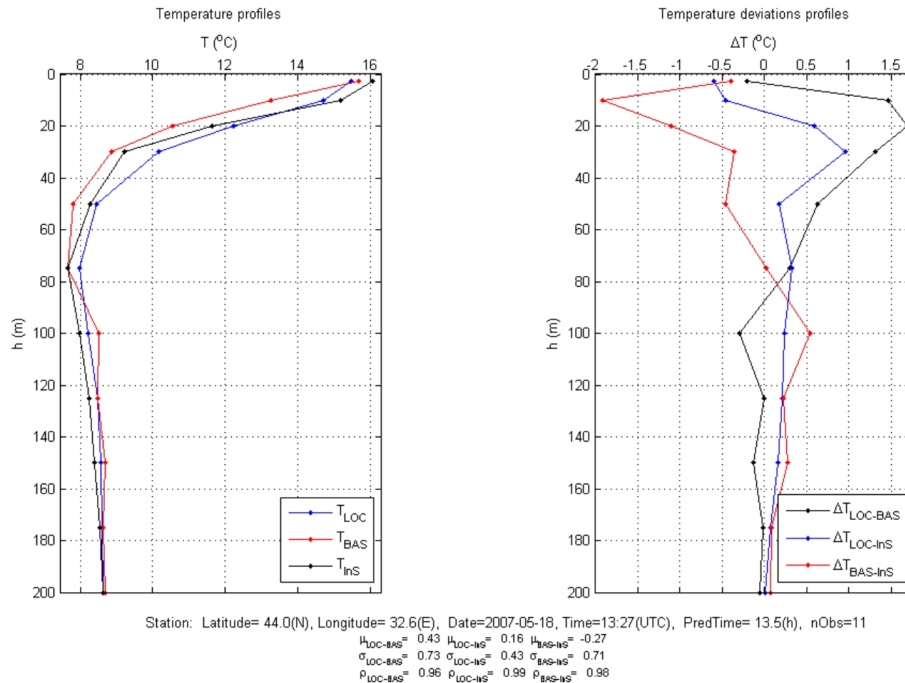 Temperature profiles
T (°C)
8 10 12 14 16
0
20
40
60
80
100
120
140
160
180
200
h (m)
T_LOC
T_BAS
T_InS
Temperature deviations profiles
ΔT (°C)
-2 -1.5 -1 -0.5 0 0.5 1 1.5
0
20
40
60
80
100
120
140
160
180
200
h (m)
ΔT_LOC-BAS
ΔT_LOC-InS
ΔT_BAS-InS
Station: Latitude= 44.0(N), Longitude= 32.6(E), Date=2007-05-18, Time=13:27(UTC), PredTime= 13.5(h), nObs=11
μ_LOC-BAS= 0.43 μ_LOC-InS= 0.16 μ_BAS-InS= -0.27
σ_LOC-BAS= 0.73 σ_LOC-InS= 0.43 σ_BAS-InS= 0.71
ρ_LOC-BAS= 0.96 ρ_LOC-InS= 0.99 ρ_BAS-InS= 0.98